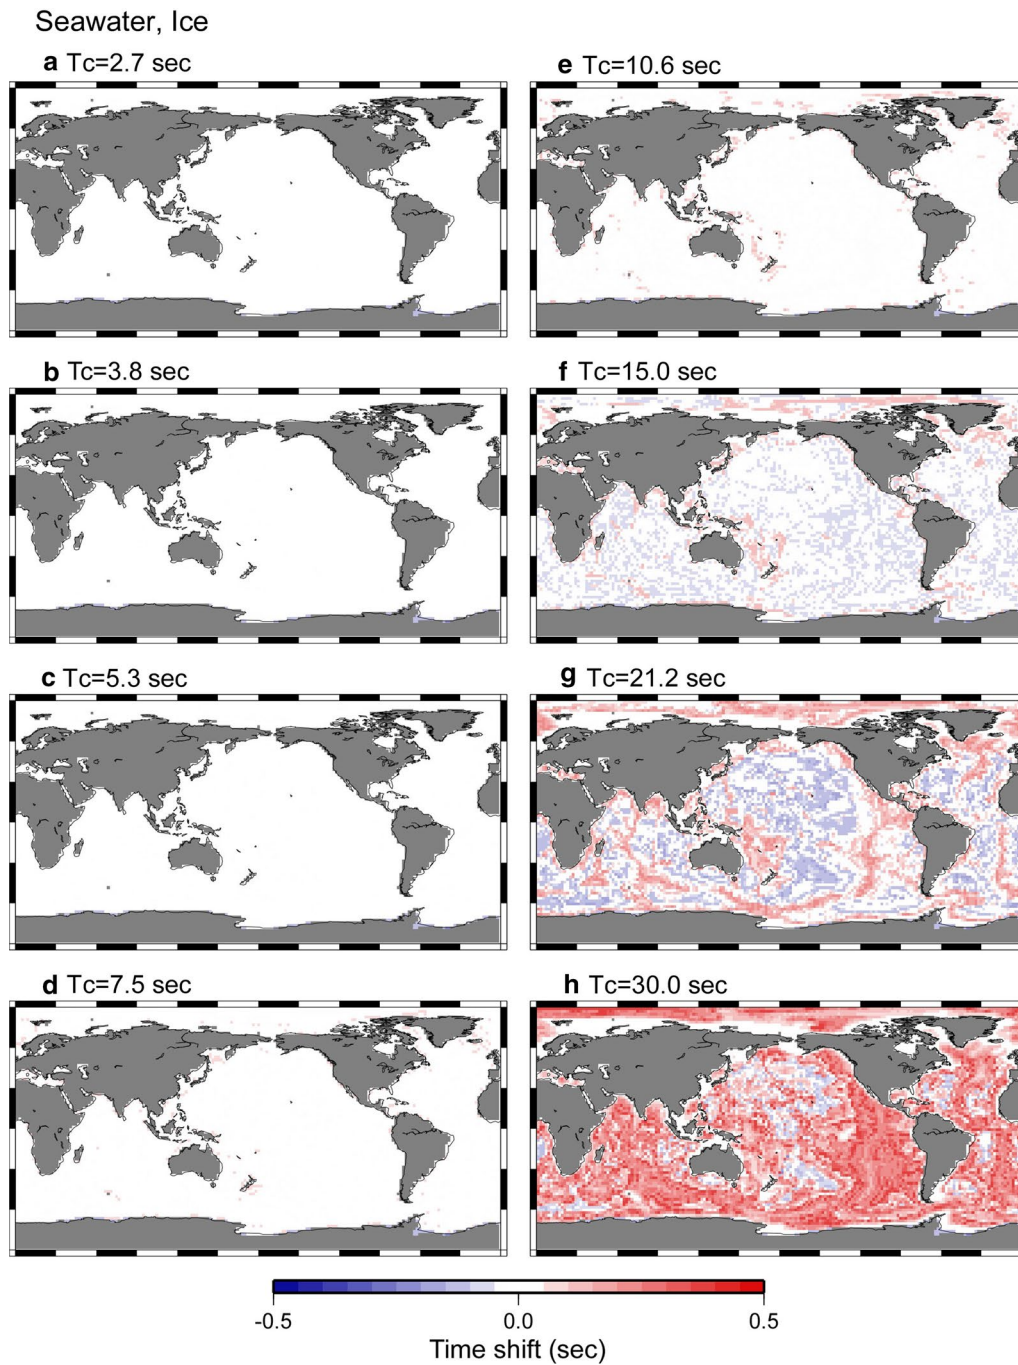 Seawater, Ice
a Tc=2.7 sec
e Tc=10.6 sec
b Tc=3.8 sec
f Tc=15.0 sec
c Tc=5.3 sec
g Tc=21.2 sec
d Tc=7.5 sec
h Tc=30.0 sec
-0.5 0.0 0.5
Time shift (sec)